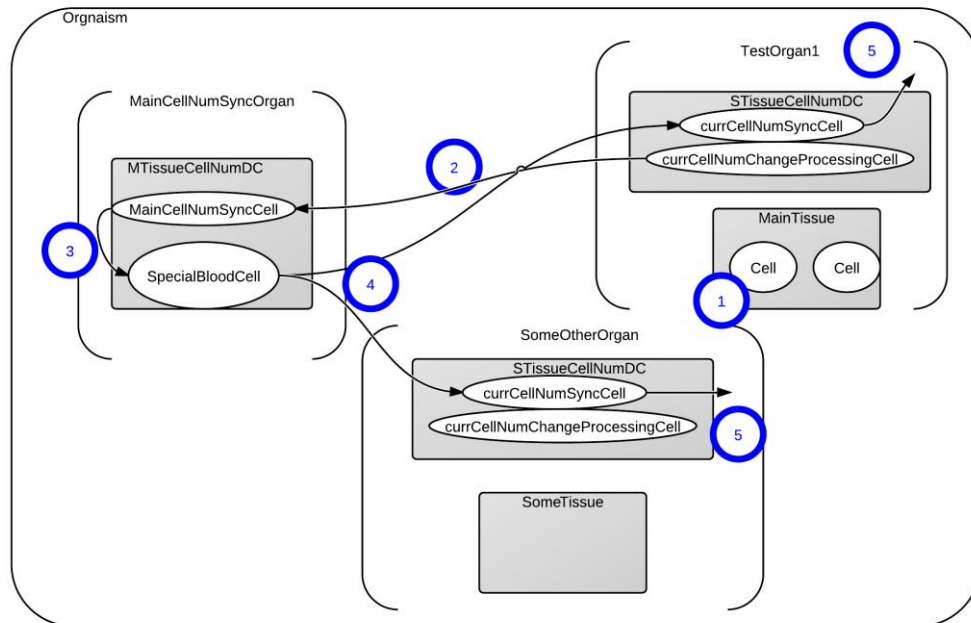 Orgnaism
TestOrgan1
5
MainCellNumSyncOrgan
STissueCellNumDC
currCellNumSyncCell
currCellNumChangeProcessingCell
2
MTissueCellNumDC
MainCellNumSyncCell
3
SpecialBloodCell
4
MainTissue
Cell
Cell
1
SomeOtherOrgan
STissueCellNumDC
currCellNumSyncCell
currCellNumChangeProcessingCell
5
SomeTissue